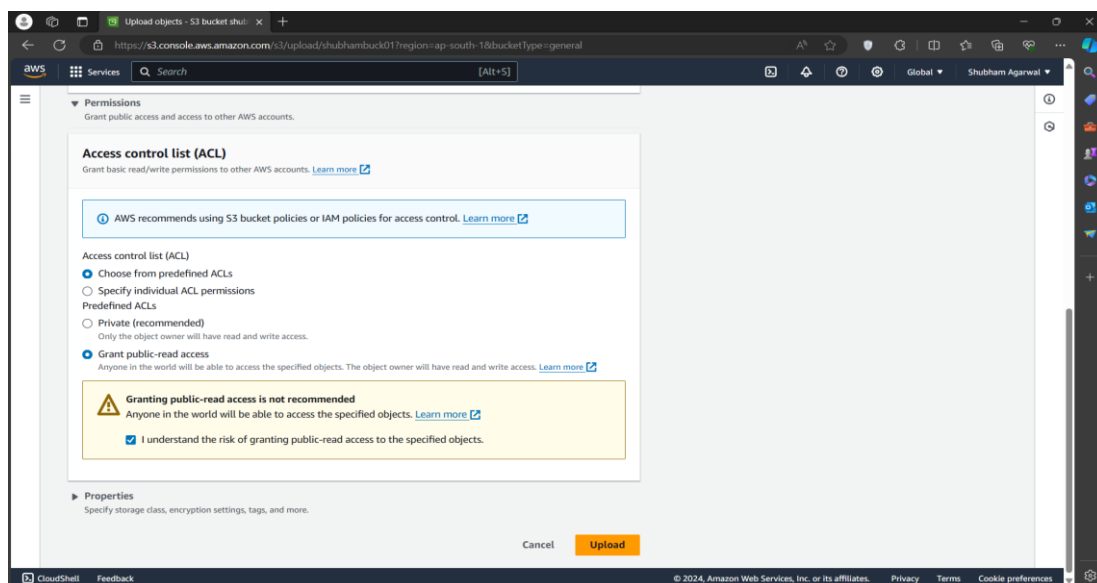 Upload objects - S3 bucket shub
https://s3.console.aws.amazon.com/s3/upload/shubhambuck01?region=ap-south-1&bucketType=general
aws Services Search [Alt+S] Global Shubham Agarwal
Permissions
Grant public access and access to other AWS accounts.
Access control list (ACL)
Grant basic read/write permissions to other AWS accounts. Learn more
AWS recommends using S3 bucket policies or IAM policies for access control. Learn more
Access control list (ACL)
Choose from predefined ACLs
Specify individual ACL permissions
Predefined ACLs
Private (recommended)
Only the object owner will have read and write access.
Grant public-read access
Anyone in the world will be able to access the specified objects. The object owner will have read and write access. Learn more
Granting public-read access is not recommended
Anyone in the world will be able to access the specified objects. Learn more
I understand the risk of granting public-read access to the specified objects.
Properties
Specify storage class, encryption settings, tags, and more.
Cancel Upload
CloudShell Feedback © 2024, Amazon Web Services, Inc. or its affiliates. Privacy Terms Cookie preferences